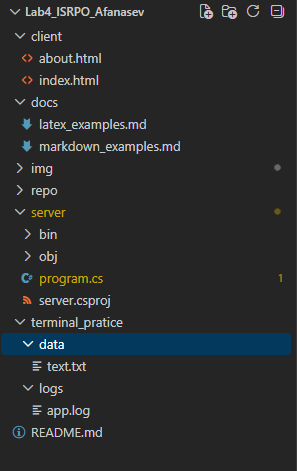 Lab4_ISRPO_Afanasev
client
about.html
index.html
docs
latex_examples.md
markdown_examples.md
img
repo
server
bin
obj
C# program.cs 1
server.csproj
terminal_pratice
data
text.txt
logs
app.log
README.md